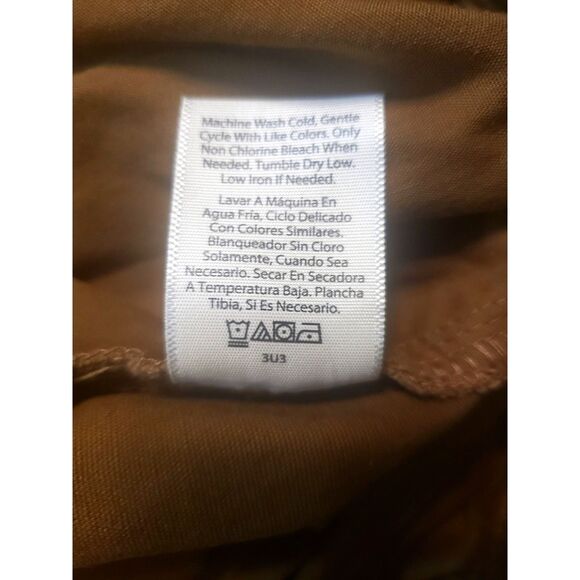 Machine Wash Cold, Gentle
Cycle With Like Colors. Only
Non Chlorine Bleach When
Needed. Tumble Dry Low.
Low Iron If Needed.
Lavar A Máquina En
Agua Fría, Ciclo Delicado
Con Colores Similares.
Blanqueador Sin Cloro
Solamente, Cuando Sea
Necesario. Secar En Secadora
A Temperatura Baja. Plancha
Tibia, Si Es Necesario.
3U3